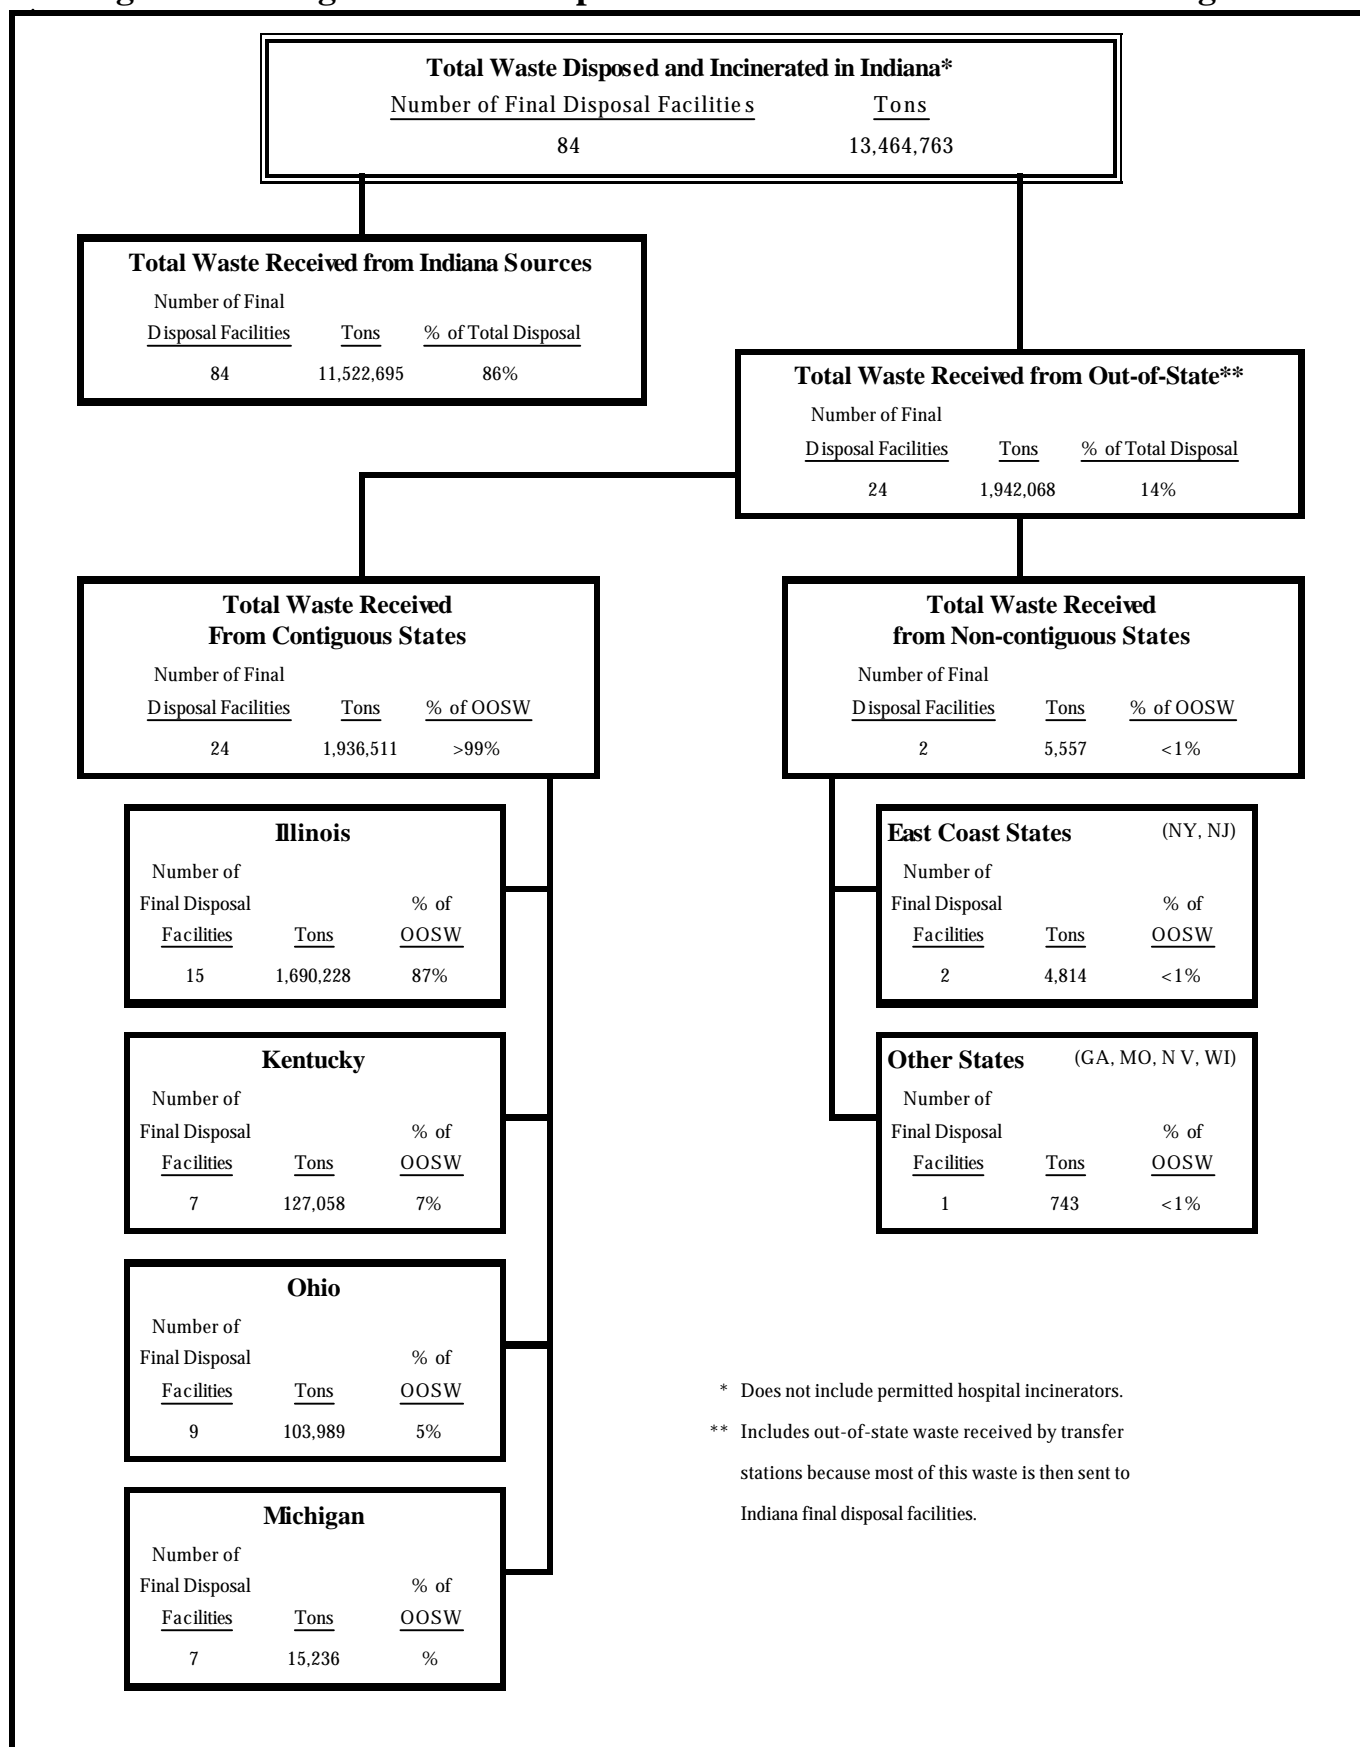 Total Waste Disposed and Incinerated in Indiana*
Number of Final Disposal Facilities Tons
84 13,464,763
Total Waste Received from Indiana Sources
Number of Final
Disposal Facilities Tons % of Total Disposal
84 11,522,695 86%
Total Waste Received from Out-of-State**
Number of Final
Disposal Facilities Tons % of Total Disposal
24 1,942,068 14%
Total Waste Received
From Contiguous States
Number of Final
Disposal Facilities Tons % of OOSW
24 1,936,511 >99%
Total Waste Received
from Non-contiguous States
Number of Final
Disposal Facilities Tons % of OOSW
2 5,557 <1%
Illinois
Number of
Final Disposal % of
Facilities Tons OOSW
15 1,690,228 87%
East Coast States (NY, NJ)
Number of
Final Disposal % of
Facilities Tons OOSW
2 4,814 <1%
Kentucky
Number of
Final Disposal % of
Facilities Tons OOSW
7 127,058 7%
Other States (GA, MO, NV, WI)
Number of
Final Disposal % of
Facilities Tons OOSW
1 743 <1%
Ohio
Number of
Final Disposal % of
Facilities Tons OOSW
9 103,989 5%
Michigan
Number of
Final Disposal % of
Facilities Tons OOSW
7 15,236 %
* Does not include permitted hospital incinerators.
** Includes out-of-state waste received by transfer
stations because most of this waste is then sent to
Indiana final disposal facilities.